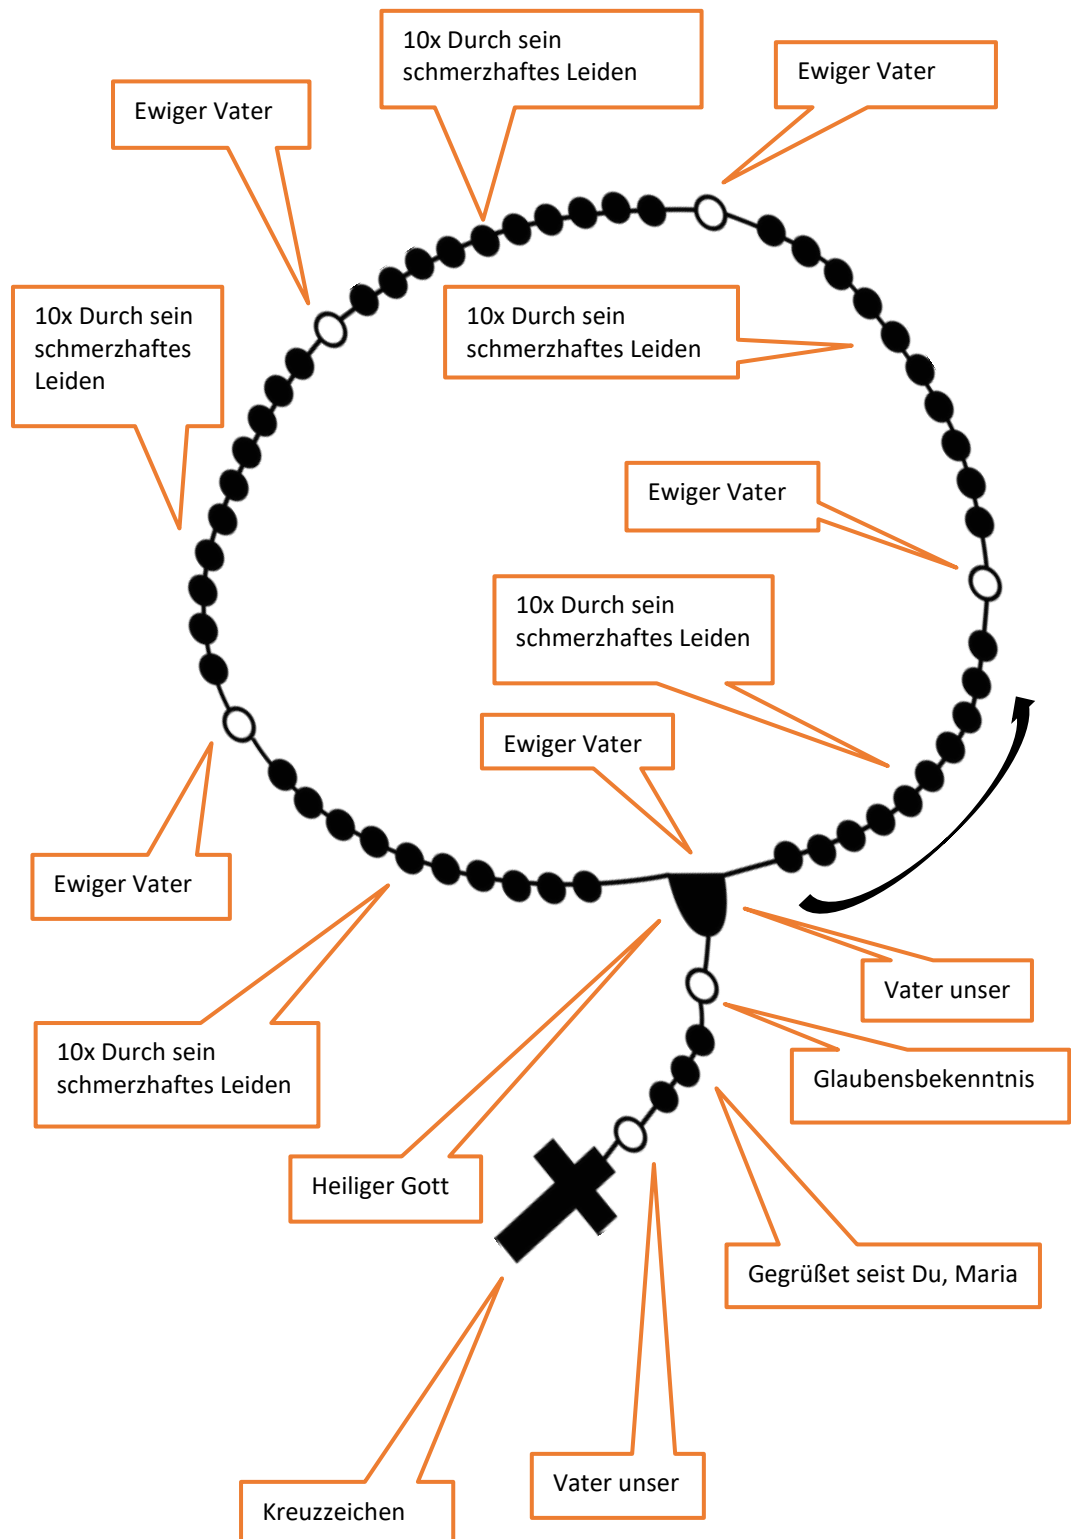 10x Durch sein
schmerzhaftes Leiden
Ewiger Vater
Ewiger Vater
10x Durch sein
schmerzhaftes
Leiden
10x Durch sein
schmerzhaftes Leiden
Ewiger Vater
10x Durch sein
schmerzhaftes Leiden
Ewiger Vater
Ewiger Vater
Vater unser
10x Durch sein
schmerzhaftes Leiden
Glaubensbekenntnis
Heiliger Gott
Gegrüßet seist Du, Maria
Vater unser
Kreuzzeichen